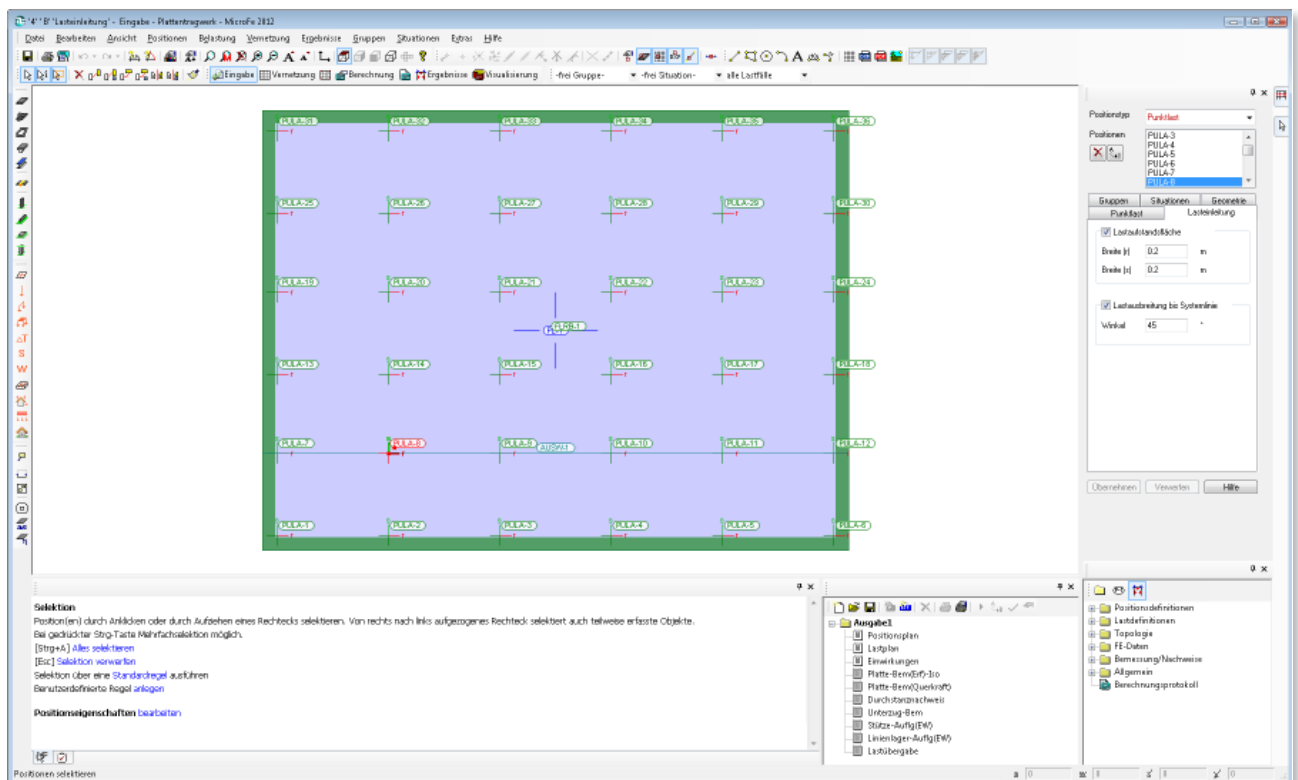 '4' ' B' 'Lasteinleitung' - Eingabe - Plattentragwerk - MicroFe 2012
Datei Bearbeiten Ansicht Positionen Belastung Vernetzung Ergebnisse Gruppen Situationen Extras Hilfe
Eingabe Vernetzung Berechnung Ergebnisse Visualisierung -frei Gruppe- -frei Situation- alle Lastfälle
PULA-31 PULA-32 PULA-33 PULA-34 PULA-35 PULA-36
PULA-25 PULA-26 PULA-27 PULA-28 PULA-29 PULA-30
PULA-19 PULA-20 PULA-21 PULA-22 PULA-23 PULA-24
PULA-13 PULA-14 PULA-15 PULA-16 PULA-17 PULA-18
PULA-7 PULA-8 PULA-9 PULA-10 PULA-11 PULA-12
PULA-1 PULA-2 PULA-3 PULA-4 PULA-5 PULA-6
Positionstyp Punktlast
Positionen
PULA-3
PULA-4
PULA-5
PULA-6
PULA-7
PULA-8
Gruppen Situationen Geometrie
Punktlast Lasteinleitung
Lastaufstandsfläche
Breite (r) 0.2 m
Breite (s) 0.2 m
Lastausbreitung bis Systemlinie
Winkel 45 °
Übernehmen Verwerfen Hilfe
Selektion
Position(en) durch Anklicken oder durch Aufziehen eines Rechtecks selektieren. Von rechts nach links aufgezogenes Rechteck selektiert auch teilweise erfasste Objekte.
Bei gedrückter Strg-Taste Mehrfachselektion möglich.
[Strg+A] Alles selektieren
[Esc] Selektion verwerfen
Selektion über eine Standardregel ausführen
Benutzerdefinierte Regel anlegen
Positionseigenschaften bearbeiten
Ausgabe1
Positionsplan
Lastplan
Einwirkungen
Platte-Bem(Erf)-Iso
Platte-Bem(Querkraft)
Durchstanznachweis
Unterzug-Bem
Stütze-Auflg(EW)
Linienlager-Auflg(EW)
Lastübergabe
Positionsdefinitionen
Lastdefinitionen
Topologie
FE-Daten
Bemessung/Nachweise
Allgemein
Berechnungsprotokoll
Positionen selektieren